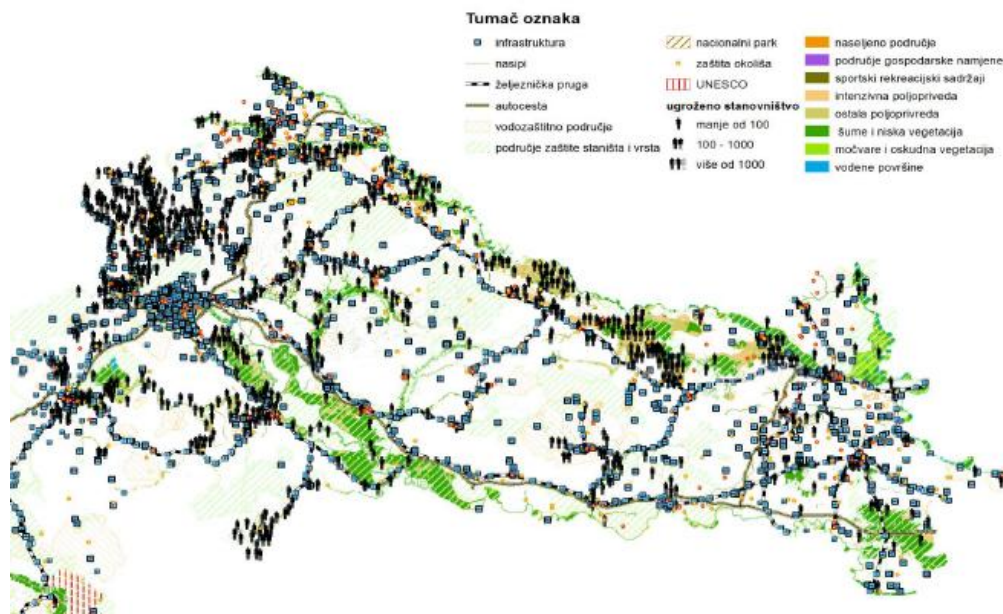 Tumač oznaka
infrastruktura
nasipi
željeznička pruga
autocesta
vodozaštitno područje
područje zaštite staništa i vrsta
nacionalni park
zaštita okoliša
UNESCO
ugroženo stanovništvo
manje od 100
100 - 1000
više od 1000
naseljeno područje
područje gospodarske namjene
sportski rekreacijski sadržaji
intenzivna poljopriveda
ostala poljoprivreda
šume i niska vegetacija
močvare i oskudna vegetacija
vodene površine